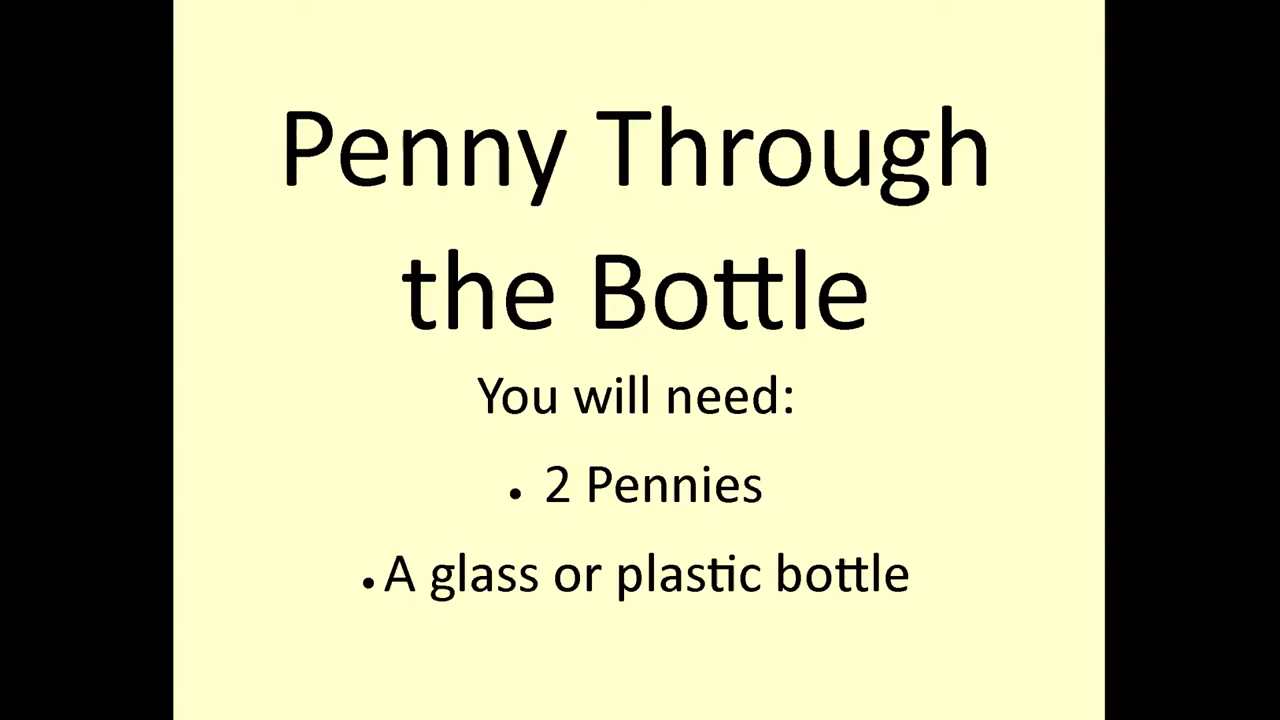 Penny Through
the Bottle
You will need:
• 2 Pennies
• A glass or plastic bottle